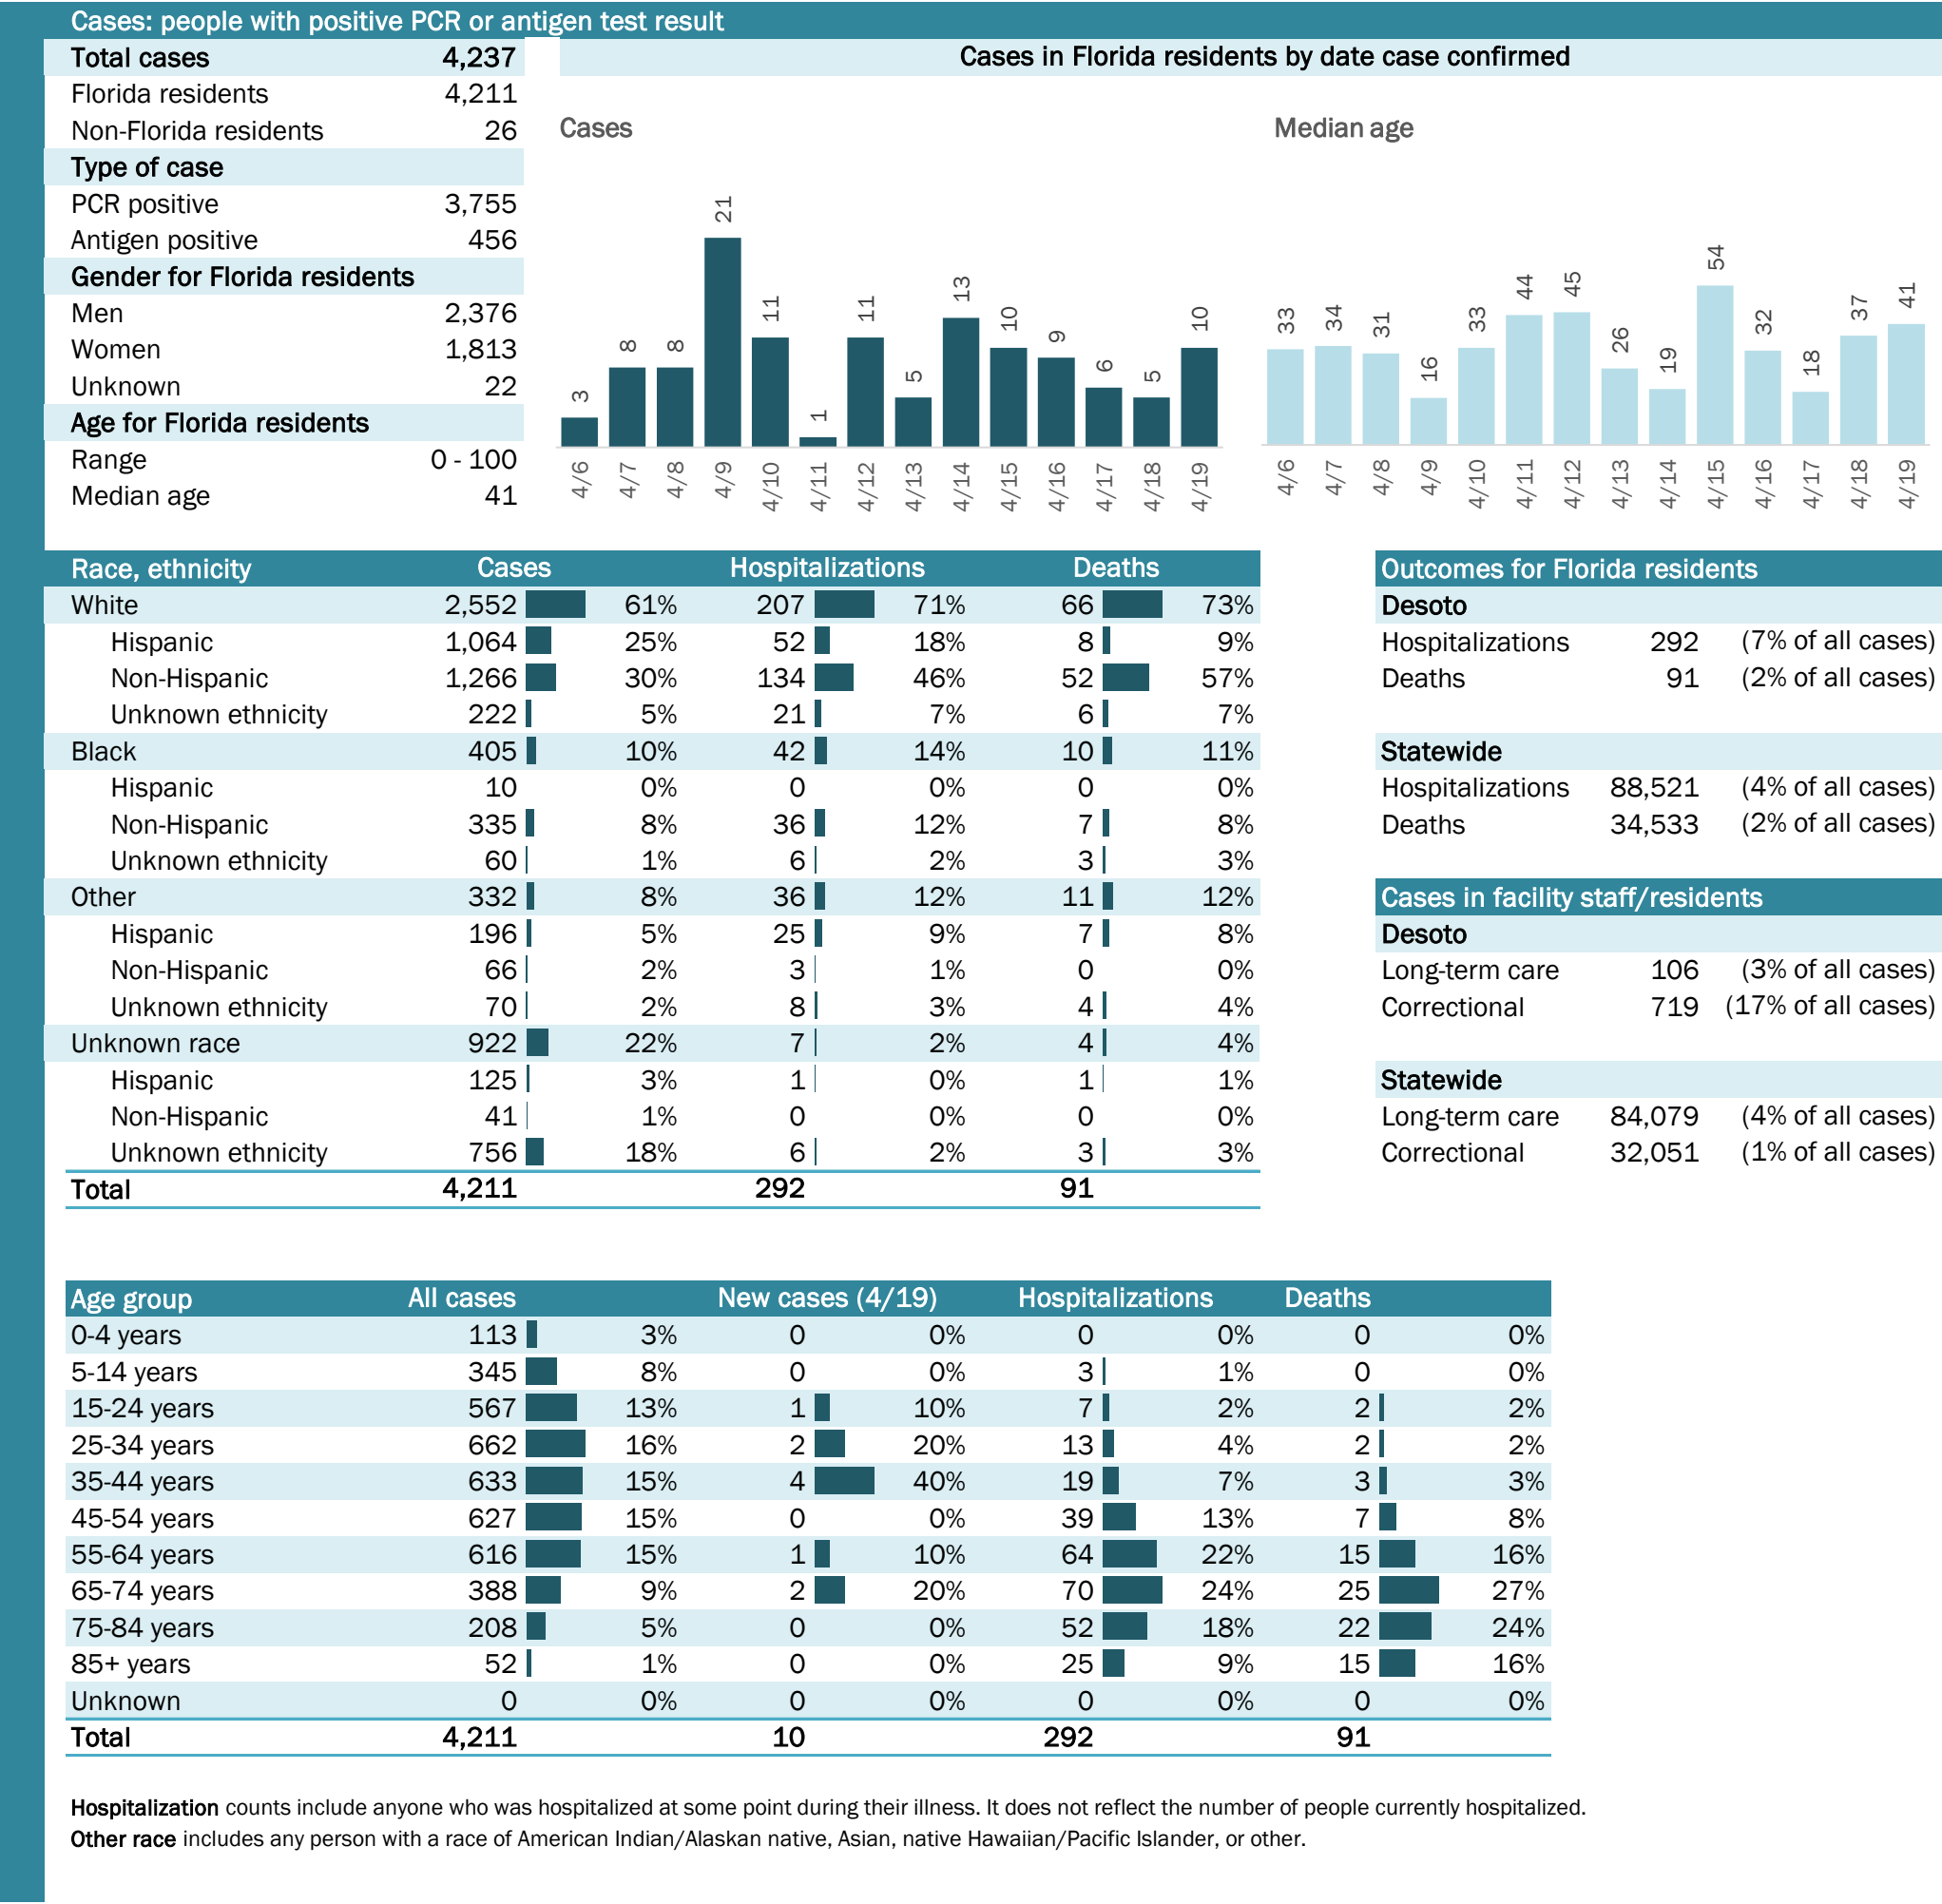 Cases: people with positive PCR or antigen test result
Total cases 4,237
Florida residents 4,211
Non-Florida residents 26
Type of case
PCR positive 3,755
Antigen positive 456
Gender for Florida residents
Men 2,376
Women 1,813
Unknown 22
Age for Florida residents
Range 0 - 100
Median age 41
Cases in Florida residents by date case confirmed
Cases
3 8 8 21 11 1 11 5 13 10 9 6 5 10
4/6 4/7 4/8 4/9 4/10 4/11 4/12 4/13 4/14 4/15 4/16 4/17 4/18 4/19
Median age
33 34 31 16 33 44 45 26 19 54 32 18 37 41
4/6 4/7 4/8 4/9 4/10 4/11 4/12 4/13 4/14 4/15 4/16 4/17 4/18 4/19
Race, ethnicity Cases Hospitalizations Deaths
White 2,552 61% 207 71% 66 73%
Hispanic 1,064 25% 52 18% 8 9%
Non-Hispanic 1,266 30% 134 46% 52 57%
Unknown ethnicity 222 5% 21 7% 6 7%
Black 405 10% 42 14% 10 11%
Hispanic 10 0% 0 0% 0 0%
Non-Hispanic 335 8% 36 12% 7 8%
Unknown ethnicity 60 1% 6 2% 3 3%
Other 332 8% 36 12% 11 12%
Hispanic 196 5% 25 9% 7 8%
Non-Hispanic 66 2% 3 1% 0 0%
Unknown ethnicity 70 2% 8 3% 4 4%
Unknown race 922 22% 7 2% 4 4%
Hispanic 125 3% 1 0% 1 1%
Non-Hispanic 41 1% 0 0% 0 0%
Unknown ethnicity 756 18% 6 2% 3 3%
Total 4,211 292 91
Outcomes for Florida residents
Desoto
Hospitalizations 292 (7% of all cases)
Deaths 91 (2% of all cases)
Statewide
Hospitalizations 88,521 (4% of all cases)
Deaths 34,533 (2% of all cases)
Cases in facility staff/residents
Desoto
Long-term care 106 (3% of all cases)
Correctional 719 (17% of all cases)
Statewide
Long-term care 84,079 (4% of all cases)
Correctional 32,051 (1% of all cases)
Age group All cases New cases (4/19) Hospitalizations Deaths
0-4 years 113 3% 0 0% 0 0% 0 0%
5-14 years 345 8% 0 0% 3 1% 0 0%
15-24 years 567 13% 1 10% 7 2% 2 2%
25-34 years 662 16% 2 20% 13 4% 2 2%
35-44 years 633 15% 4 40% 19 7% 3 3%
45-54 years 627 15% 0 0% 39 13% 7 8%
55-64 years 616 15% 1 10% 64 22% 15 16%
65-74 years 388 9% 2 20% 70 24% 25 27%
75-84 years 208 5% 0 0% 52 18% 22 24%
85+ years 52 1% 0 0% 25 9% 15 16%
Unknown 0 0% 0 0% 0 0% 0 0%
Total 4,211 10 292 91
Hospitalization counts include anyone who was hospitalized at some point during their illness. It does not reflect the number of people currently hospitalized.
Other race includes any person with a race of American Indian/Alaskan native, Asian, native Hawaiian/Pacific Islander, or other.